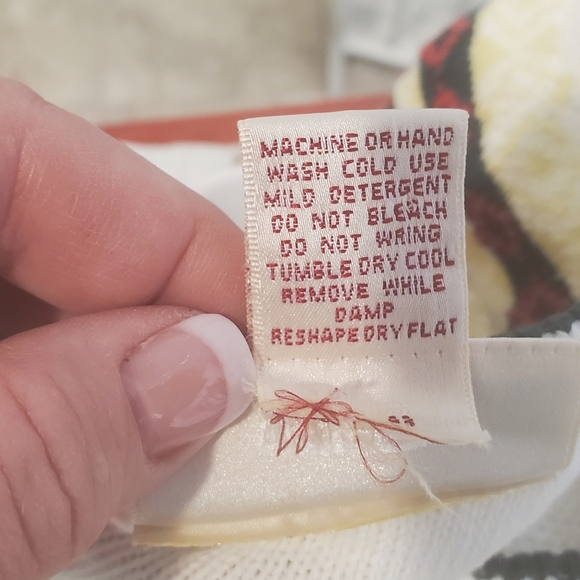 MACHINE OR HAND
WASH COLD USE
MILD DETERGENT
DO NOT BLEACH
DO NOT WRING
TUMBLE DRY COOL
REMOVE WHILE
DAMP
RESHAPE DRY FLAT